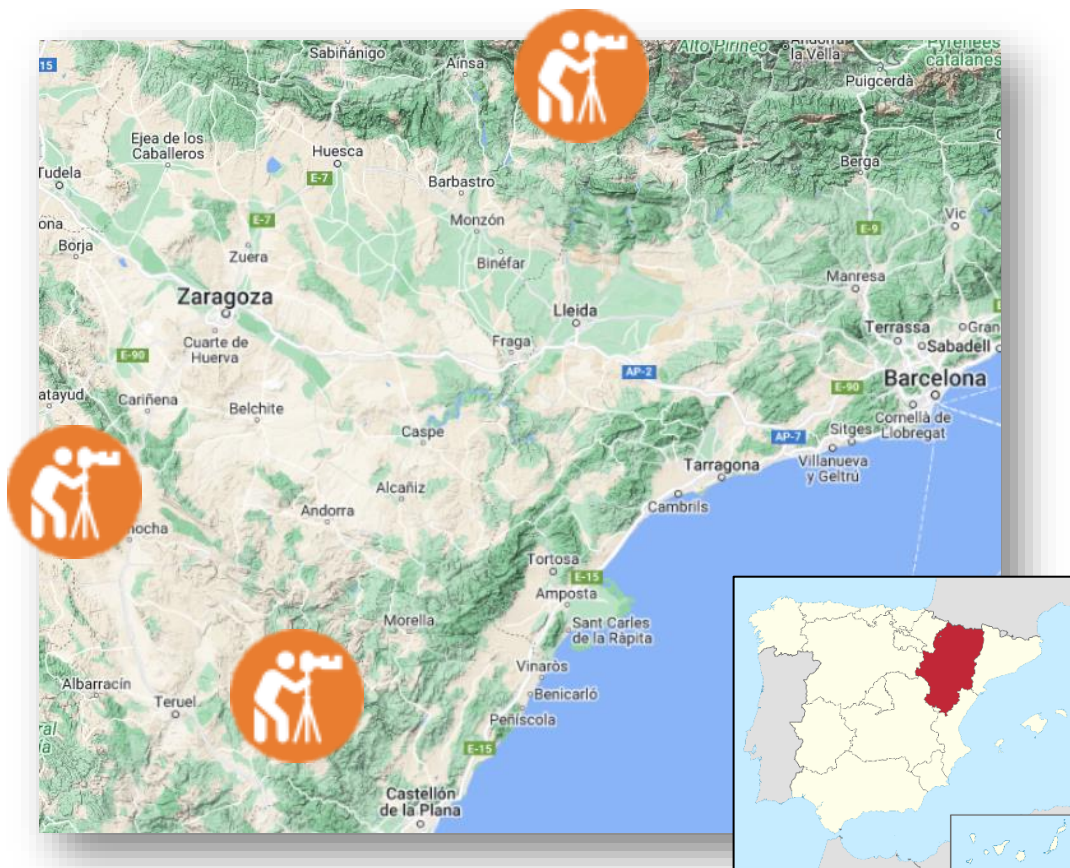 Sabiñánigo
Aínsa
Alto Pirineo
la Vella
Pyrénées
catalanes
15
Puigcerdà
Ejea de los
Caballeros
Huesca
E-7
Tudela
Barbastro
Berga
Monzón
E-7
E-9
Vic
ona
Borja
Zuera
Binéfar
Manresa
Zaragoza
Lleida
Terrassa
Gran
Cuarte de
Huerva
Fraga
Sabadell
E-90
AP-2
E-90
Barcelona
atayud
Cariñena
Belchite
Cornellà de
Llobregat
Caspe
AP-7
Sitges
Villanueva
y Geltrú
Tarragona
Alcañiz
Cambrils
Andorra
nocha
Tortosa
E-15
Amposta
Morella
Sant Carles
de la Ràpita
Vinaròs
Albarracín
Benicarló
Teruel
Peñíscola
E-15
Castellón
de la Plana